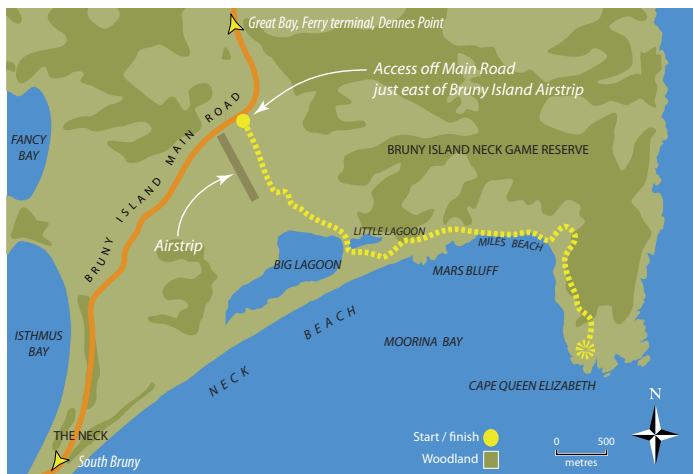 Great Bay, Ferry terminal, Dennes Point
Access off Main Road
just east of Bruny Island Airstrip
BRUNY ISLAND MAIN ROAD
FANCY
BAY
BRUNY ISLAND NECK GAME RESERVE
Airstrip
LITTLE LAGOON
MILES BEACH
BIG LAGOON
MARS BLUFF
NECK BEACH
ISTHMUS
BAY
MOORINA BAY
CAPE QUEEN ELIZABETH
N
THE NECK
South Bruny
Start / finish
Woodland
0 500
metres